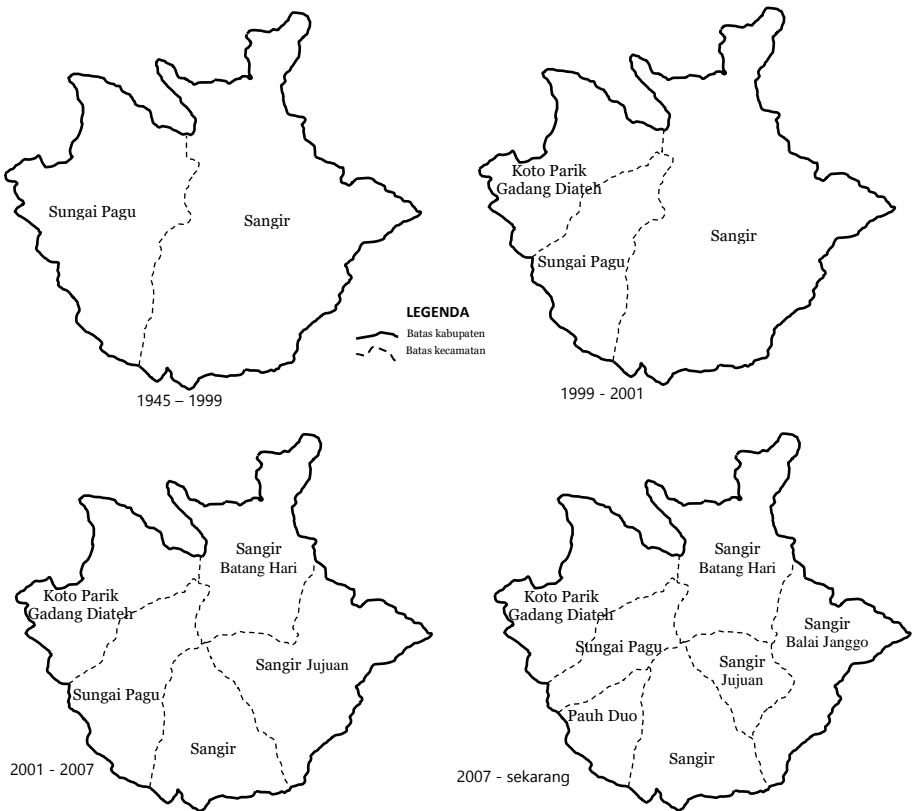 Sungai Pagu
Sangir
1945 – 1999
Koto Parik
Gadang Diateh
Sungai Pagu
Sangir
1999 - 2001
LEGENDA
Batas kabupaten
Batas kecamatan
Sangir
Batang Hari
Koto Parik
Gadang Diateh
Sangir Jujuan
Sungai Pagu
Sangir
2001 - 2007
Sangir
Batang Hari
Koto Parik
Gadang Diateh
Sangir
Balai Janggo
Sungai Pagu
Sangir
Jujuan
Pauh Duo
Sangir
2007 - sekarang